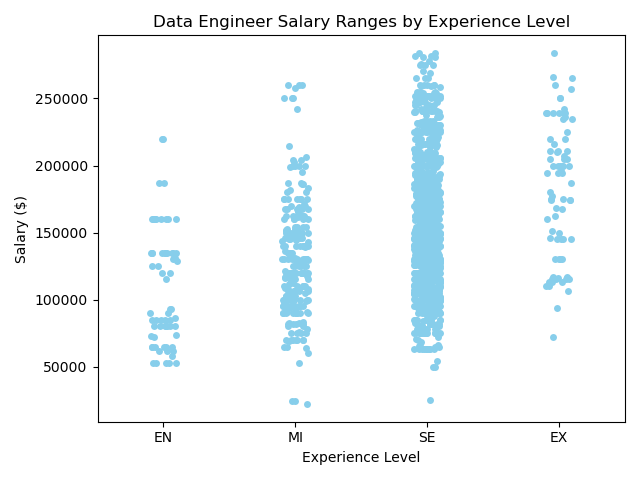 Data Engineer Salary Ranges by Experience Level
Salary ($)
250000
200000
150000
100000
50000
EN MI SE EX
Experience Level